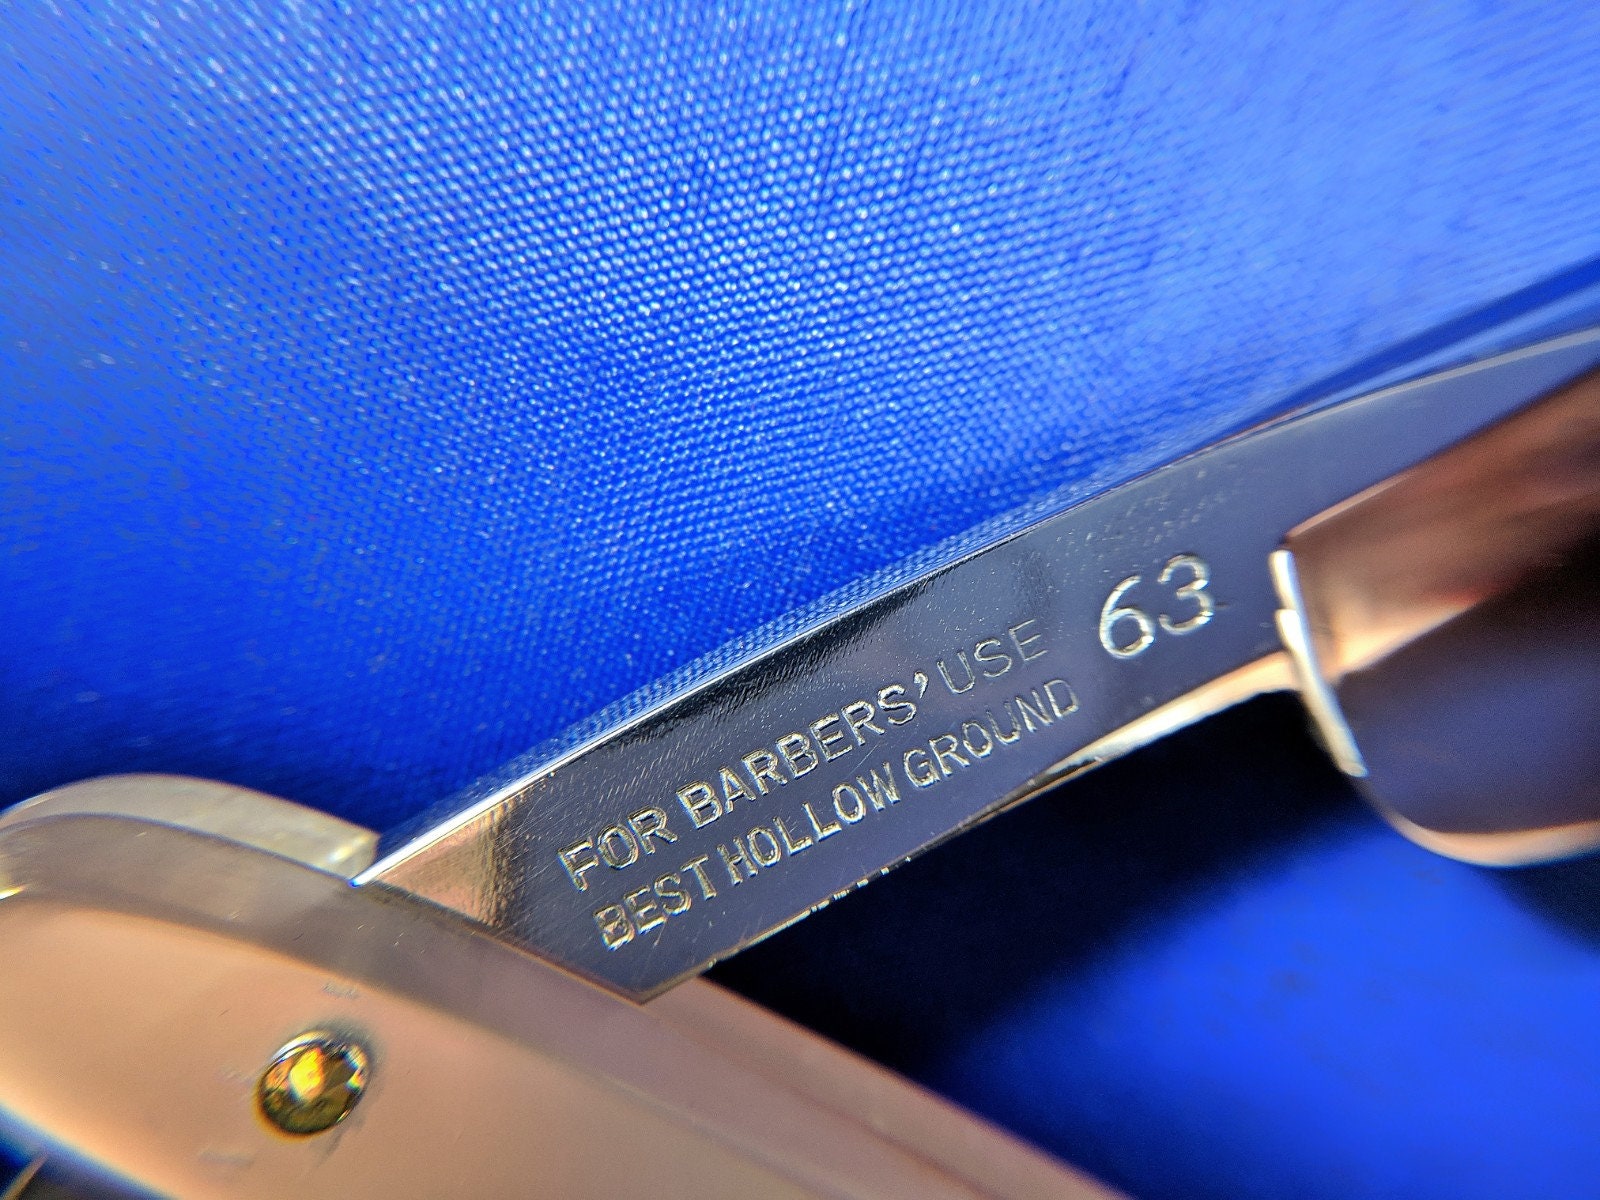 FOR BARBERS' USE
BEST HOLLOW GROUND
63